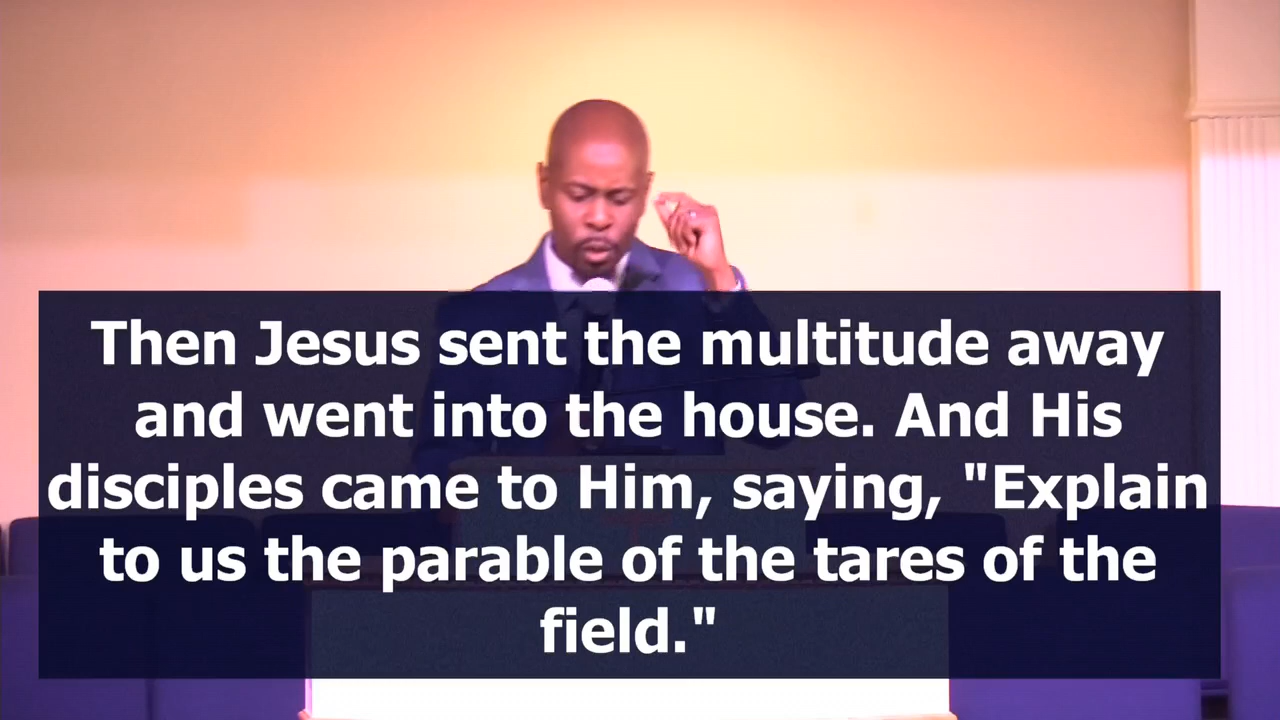 Then Jesus sent the multitude away
and went into the house. And His
disciples came to Him, saying, "Explain
to us the parable of the tares of the
field."